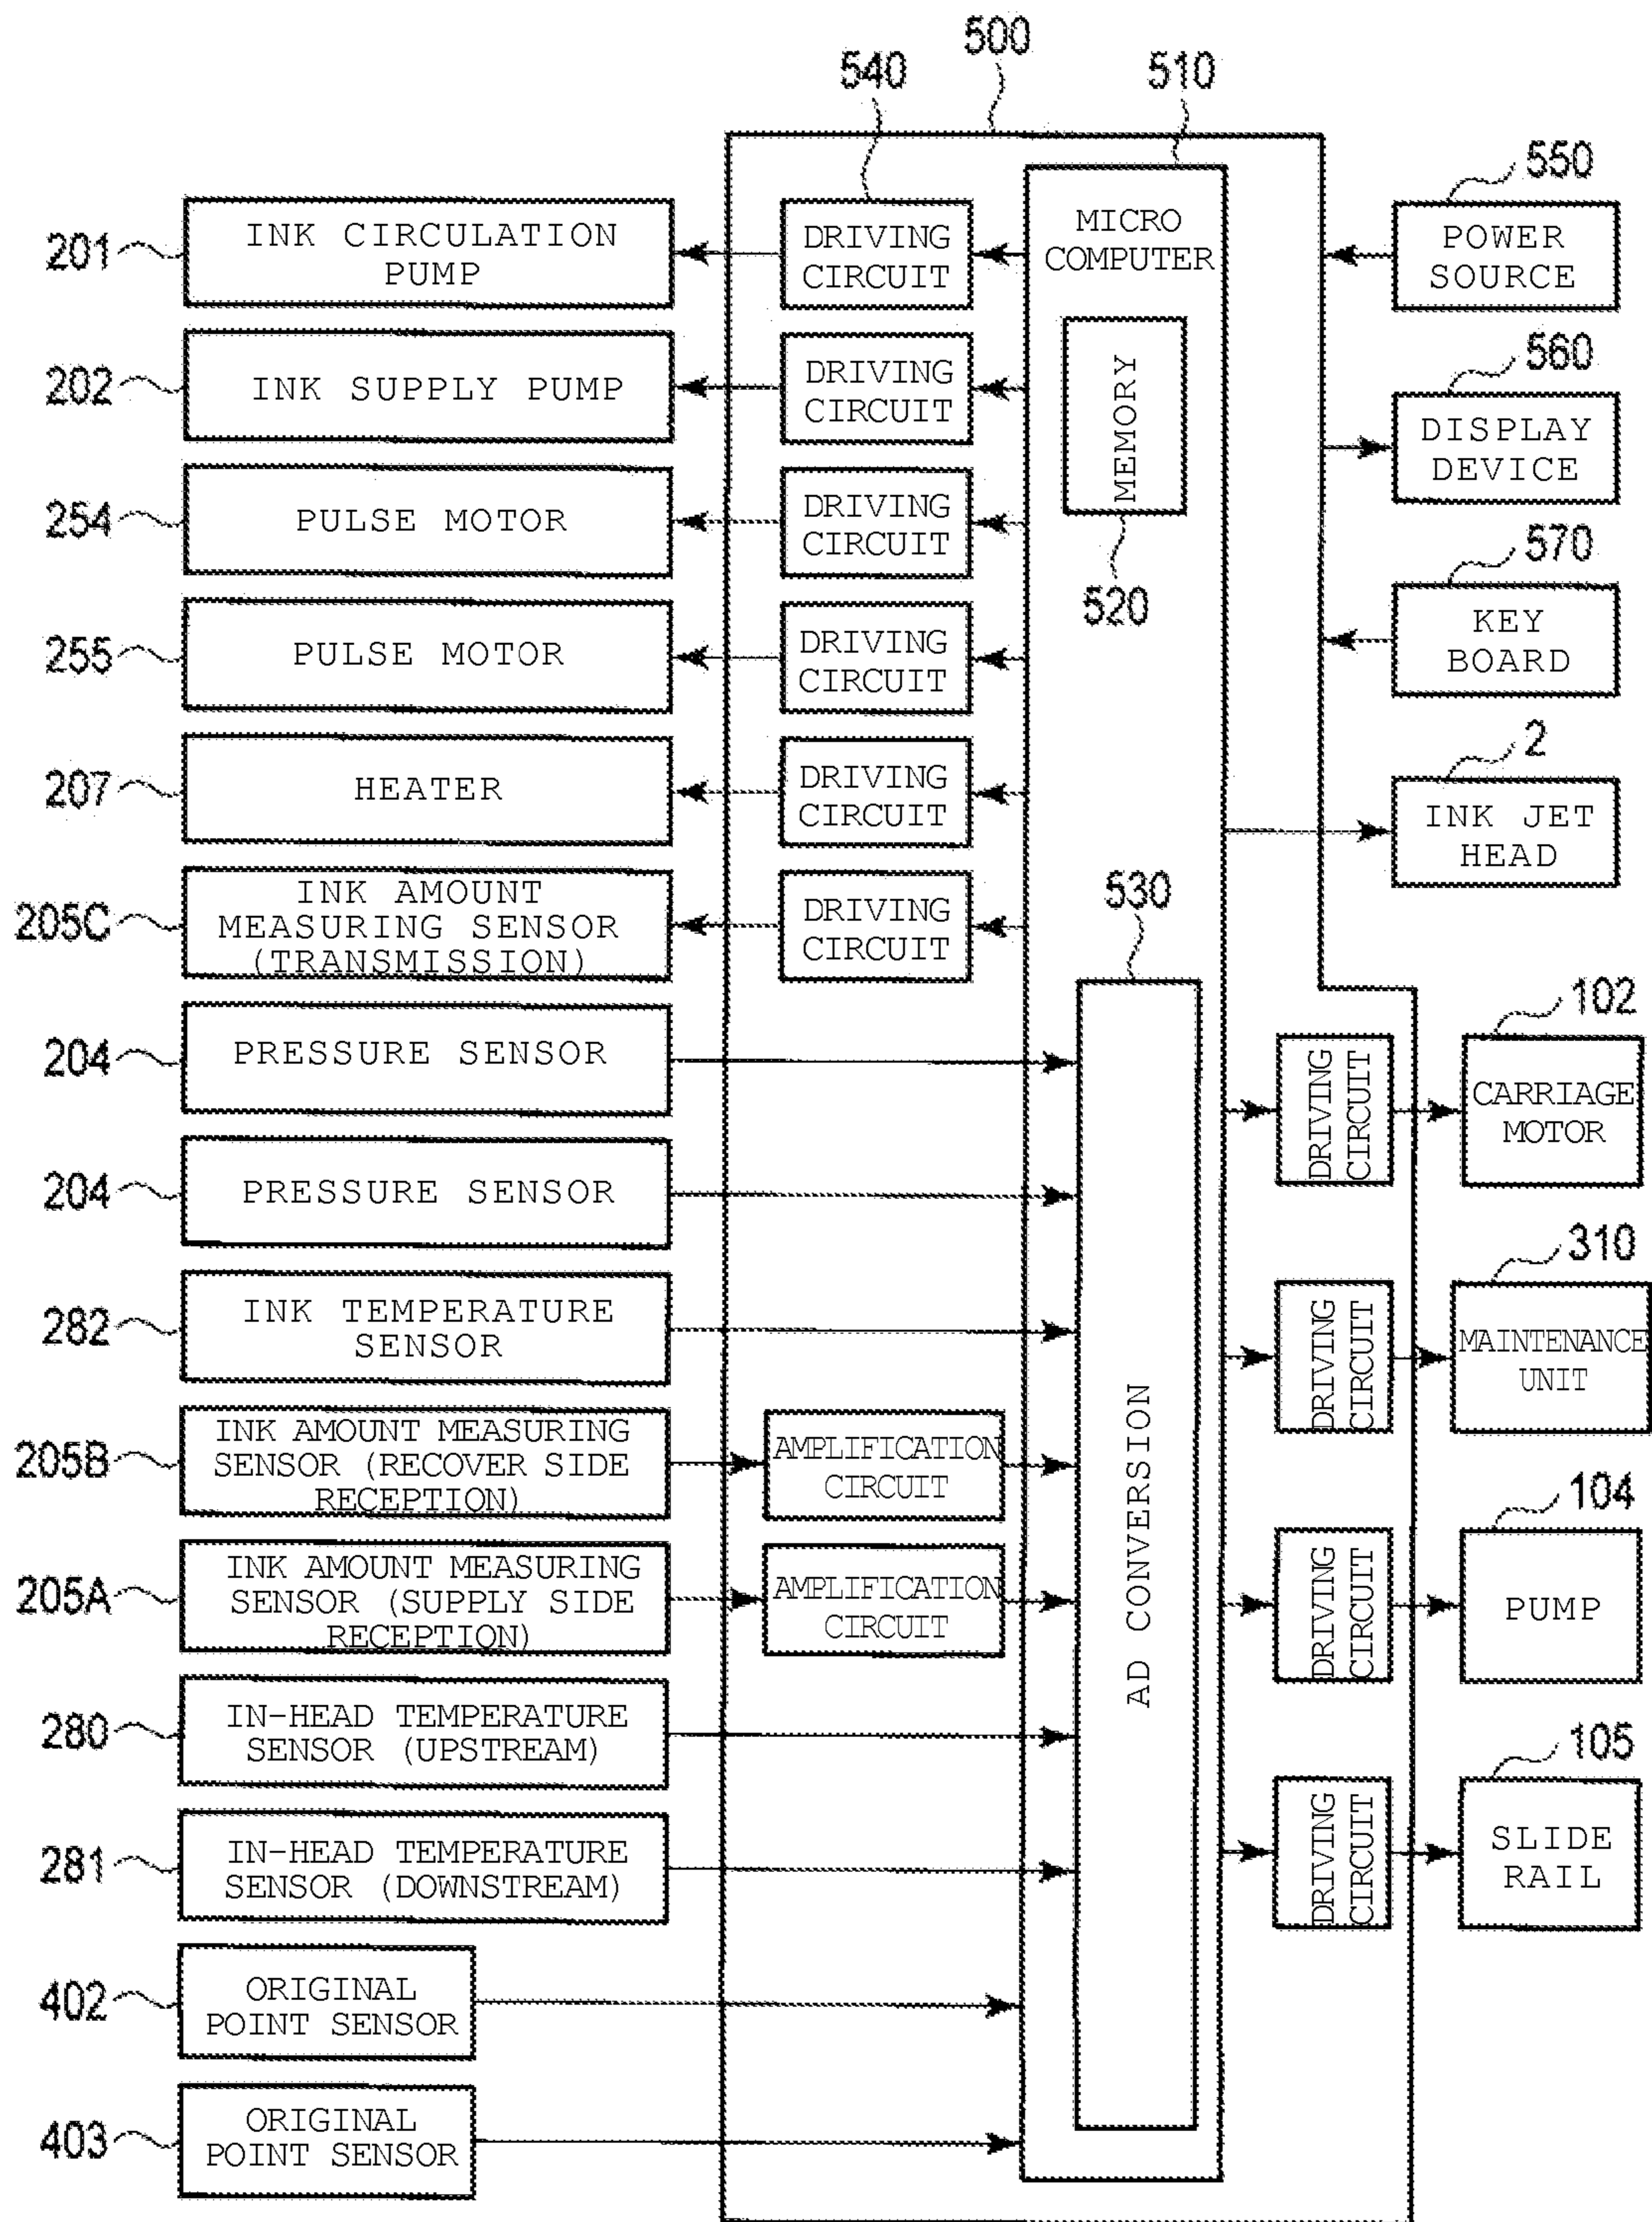 500
540
510
550
201
INK CIRCULATION
PUMP
DRIVING
CIRCUIT
MICRO
COMPUTER
POWER
SOURCE
202
INK SUPPLY PUMP
DRIVING
CIRCUIT
MEMORY
520
560
DISPLAY
DEVICE
254
PULSE MOTOR
DRIVING
CIRCUIT
570
KEY
BOARD
255
PULSE MOTOR
DRIVING
CIRCUIT
2
INK JET
HEAD
207
HEATER
DRIVING
CIRCUIT
205C
INK AMOUNT
MEASURING SENSOR
(TRANSMISSION)
DRIVING
CIRCUIT
530
AD CONVERSION
204
PRESSURE SENSOR
DRIVING
CIRCUIT
102
CARRIAGE
MOTOR
204
PRESSURE SENSOR
282
INK TEMPERATURE
SENSOR
DRIVING
CIRCUIT
310
MAINTENANCE
UNIT
205B
INK AMOUNT MEASURING
SENSOR (RECOVER SIDE
RECEPTION)
AMPLIFICATION
CIRCUIT
205A
INK AMOUNT MEASURING
SENSOR (SUPPLY SIDE
RECEPTION)
AMPLIFICATION
CIRCUIT
DRIVING
CIRCUIT
104
PUMP
280
IN-HEAD TEMPERATURE
SENSOR (UPSTREAM)
281
IN-HEAD TEMPERATURE
SENSOR (DOWNSTREAM)
DRIVING
CIRCUIT
105
SLIDE
RAIL
402
ORIGINAL
POINT SENSOR
403
ORIGINAL
POINT SENSOR